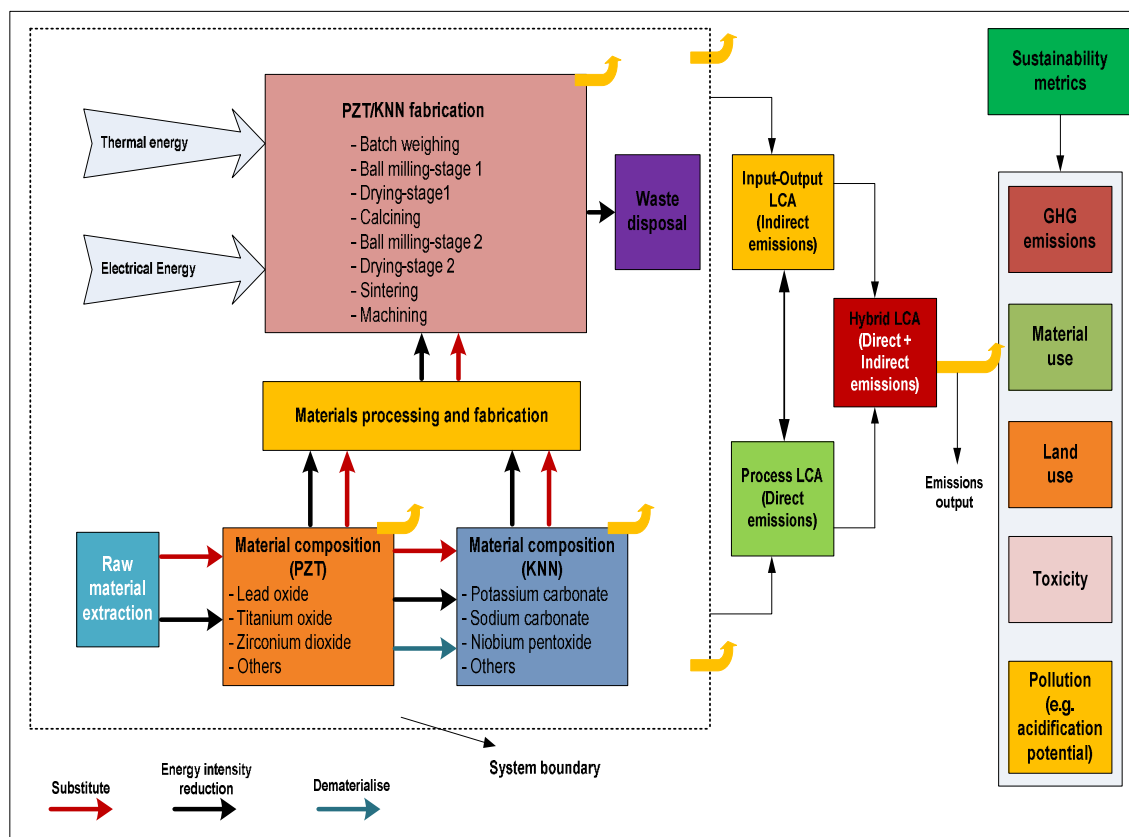 Thermal energy
Electrical Energy
PZT/KNN fabrication
- Batch weighing
- Ball milling-stage 1
- Drying-stage1
- Calcining
- Ball milling-stage 2
- Drying-stage 2
- Sintering
- Machining
Waste
disposal
Materials processing and fabrication
Raw
material
extraction
Material composition
(PZT)
- Lead oxide
- Titanium oxide
- Zirconium dioxide
- Others
Material composition
(KNN)
- Potassium carbonate
- Sodium carbonate
- Niobium pentoxide
- Others
System boundary
Substitute
Energy intensity
reduction
Dematerialise
Input-Output
LCA
(Indirect
emissions)
Process LCA
(Direct
emissions)
Hybrid LCA
(Direct +
Indirect
emissions)
Emissions
output
Sustainability
metrics
GHG
emissions
Material
use
Land
use
Toxicity
Pollution
(e.g.
acidification
potential)